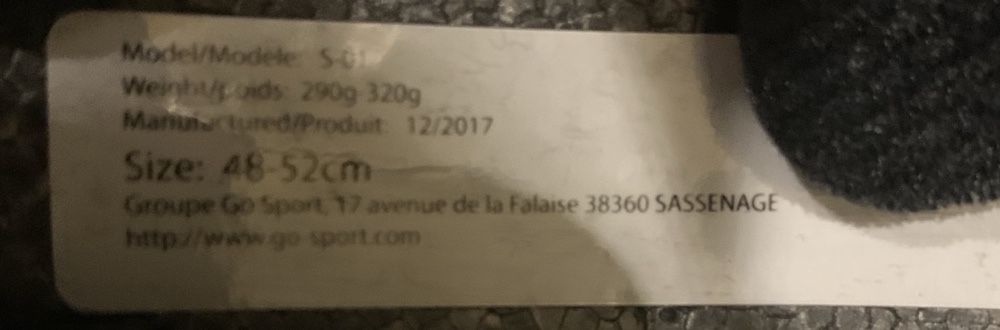 Model/Modèle: S-01
Weight/poids: 290g-320g
Manufactured/Produit: 12/2017
Size: 48-52cm
Groupe Go Sport, 17 avenue de la Falaise 38360 SASSENAGE
http://www.go-sport.com